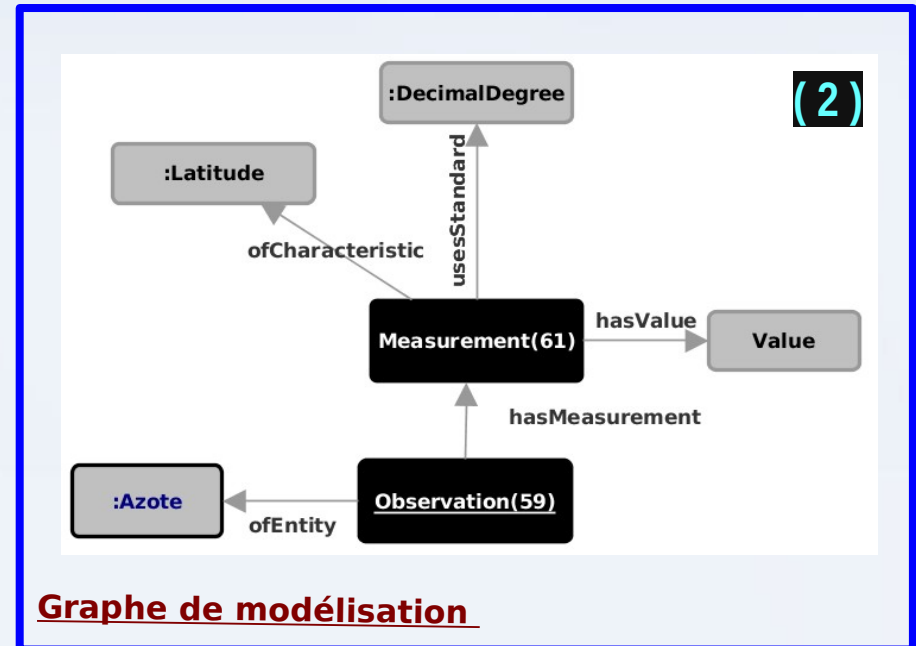 :DecimalDegree
(2)
:Latitude
usesStandard
ofCharacteristic
hasValue
Measurement(61)
Value
hasMeasurement
:Azote
Observation(59)
ofEntity
Graphe de modélisation